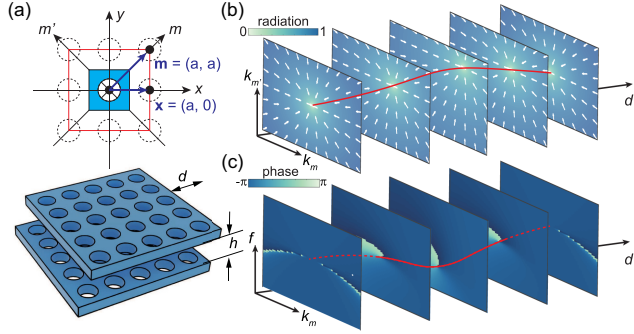 (a)
y
m'
m
m = (a, a)
x
x = (a, 0)
d
h
(b)
radiation
0
1
k_m'
k_m
d
(c)
phase
-π
π
f
k_m
d